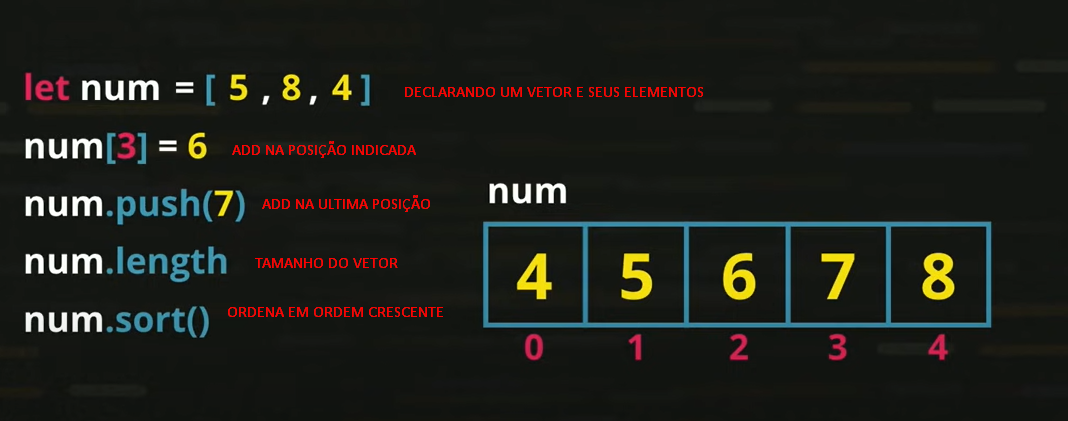 let num = [ 5 , 8 , 4 ] DECLARANDO UM VETOR E SEUS ELEMENTOS
num[3] = 6 ADD NA POSIÇÃO INDICADA
num.push(7) ADD NA ULTIMA POSIÇÃO
num.length TAMANHO DO VETOR
num.sort() ORDENA EM ORDEM CRESCENTE
num
4 5 6 7 8
0 1 2 3 4